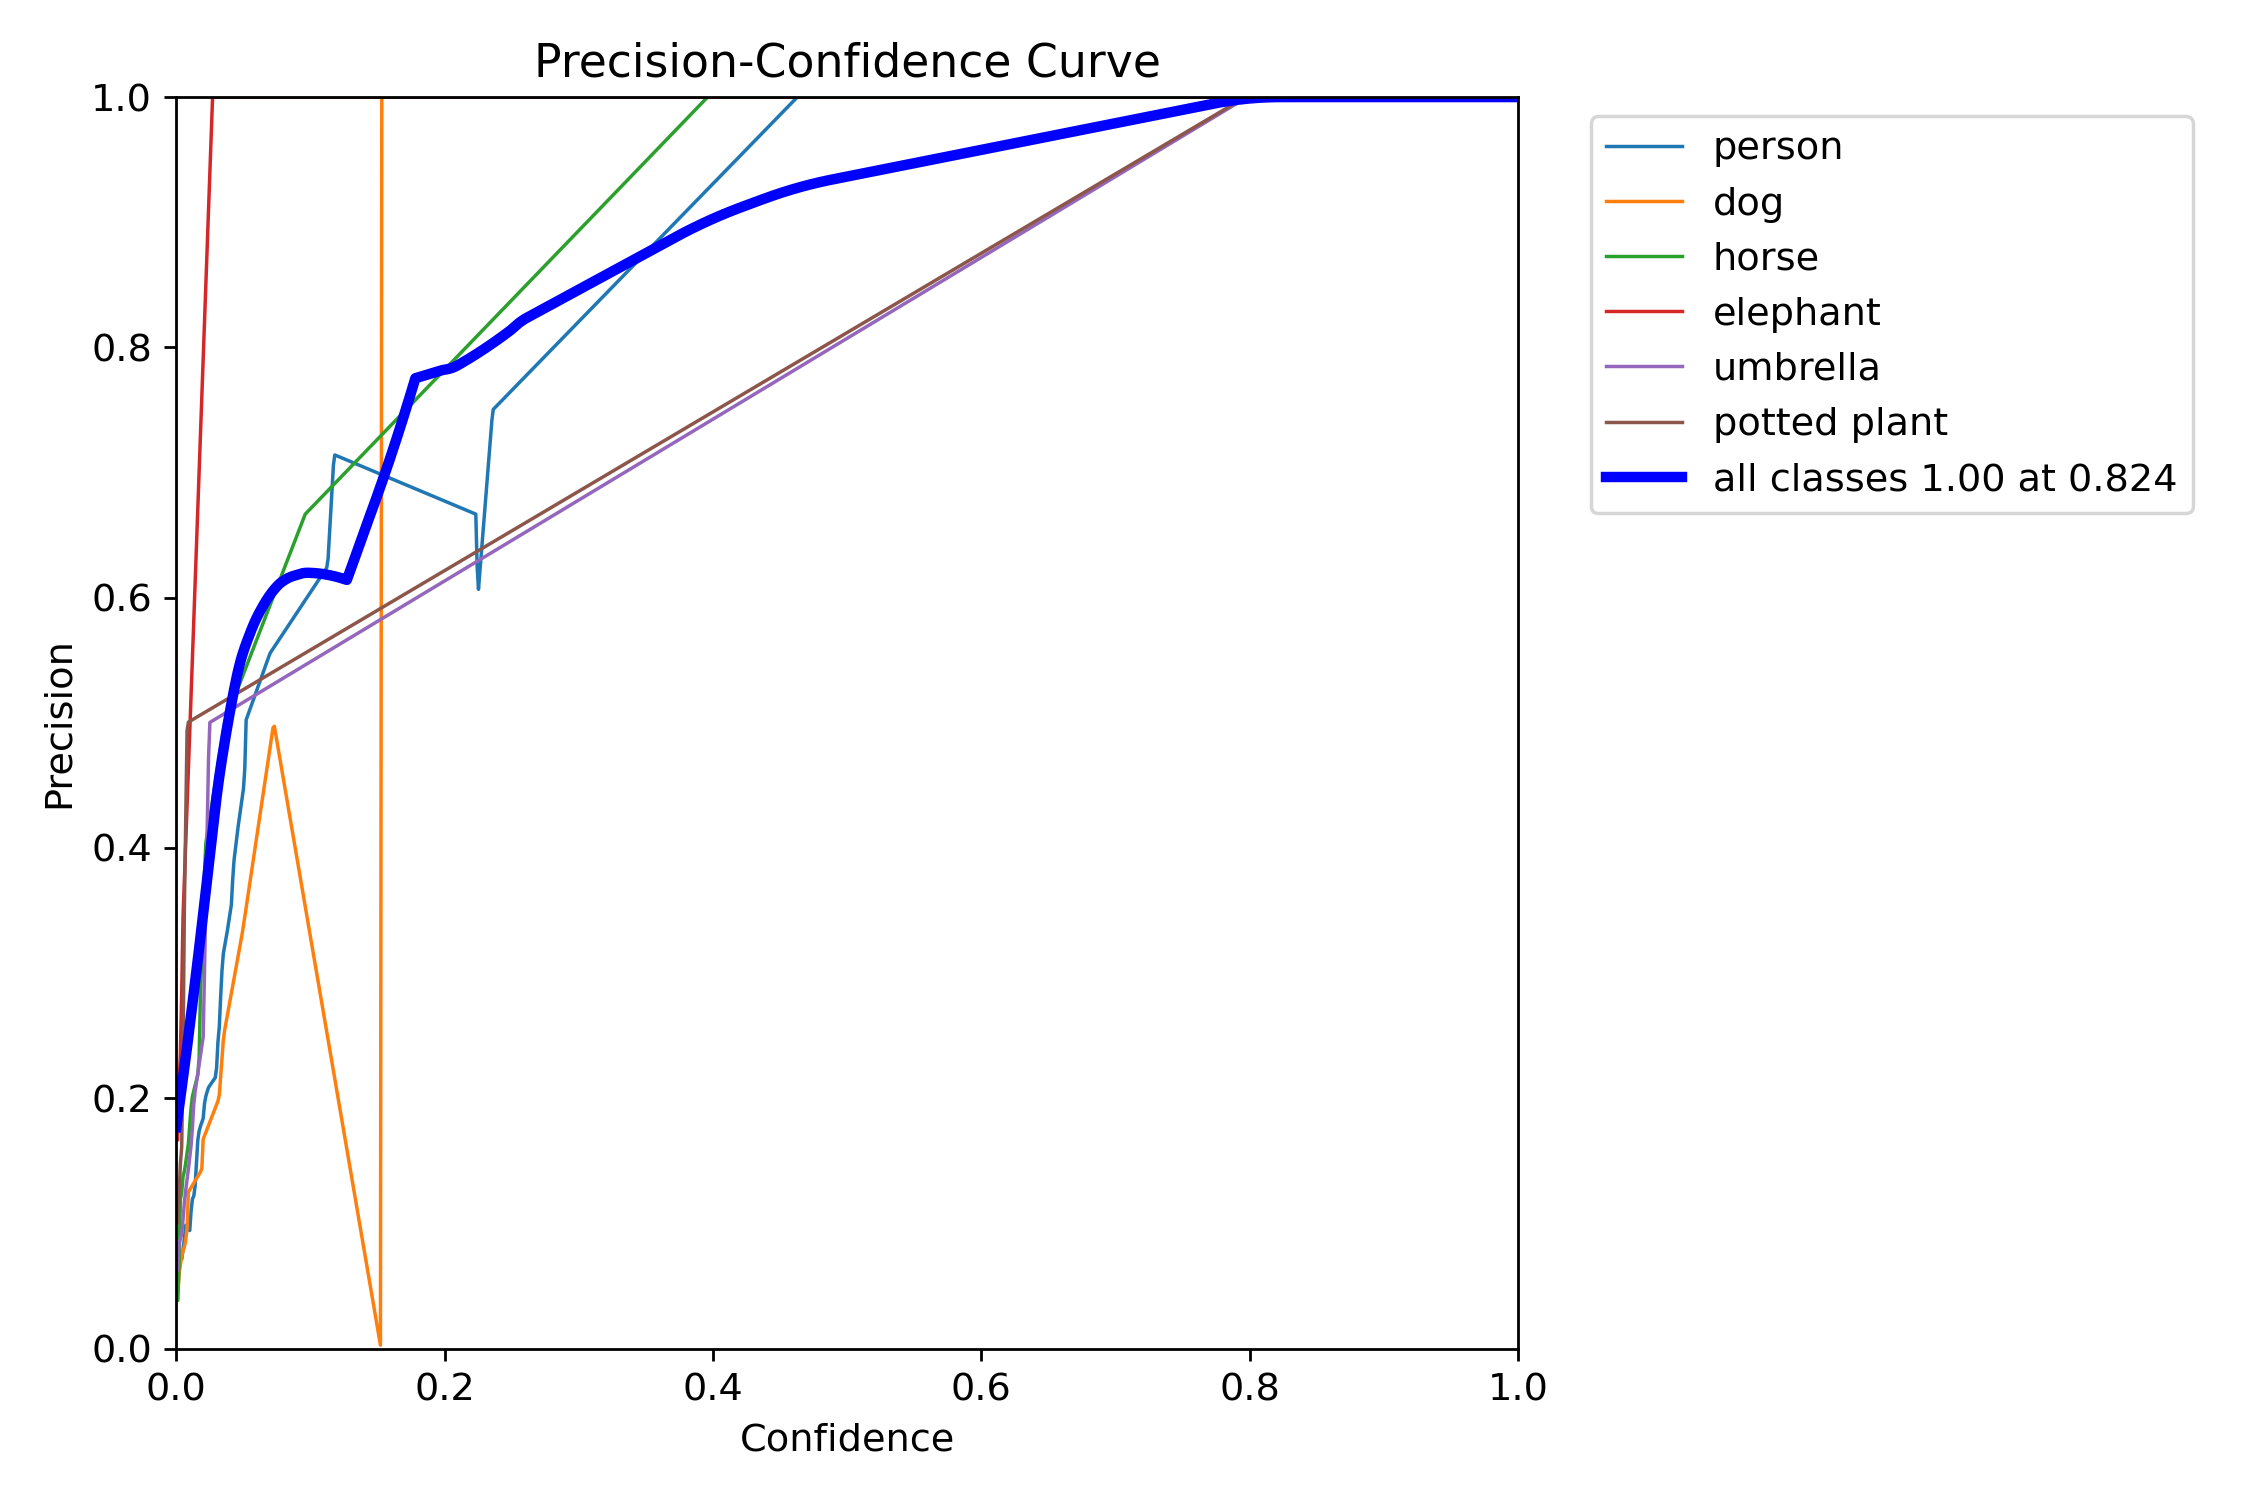 Precision-Confidence Curve
1.0
0.8
0.6
0.4
0.2
0.0
Precision
0.0 0.2 0.4 0.6 0.8 1.0
Confidence
person
dog
horse
elephant
umbrella
potted plant
all classes 1.00 at 0.824